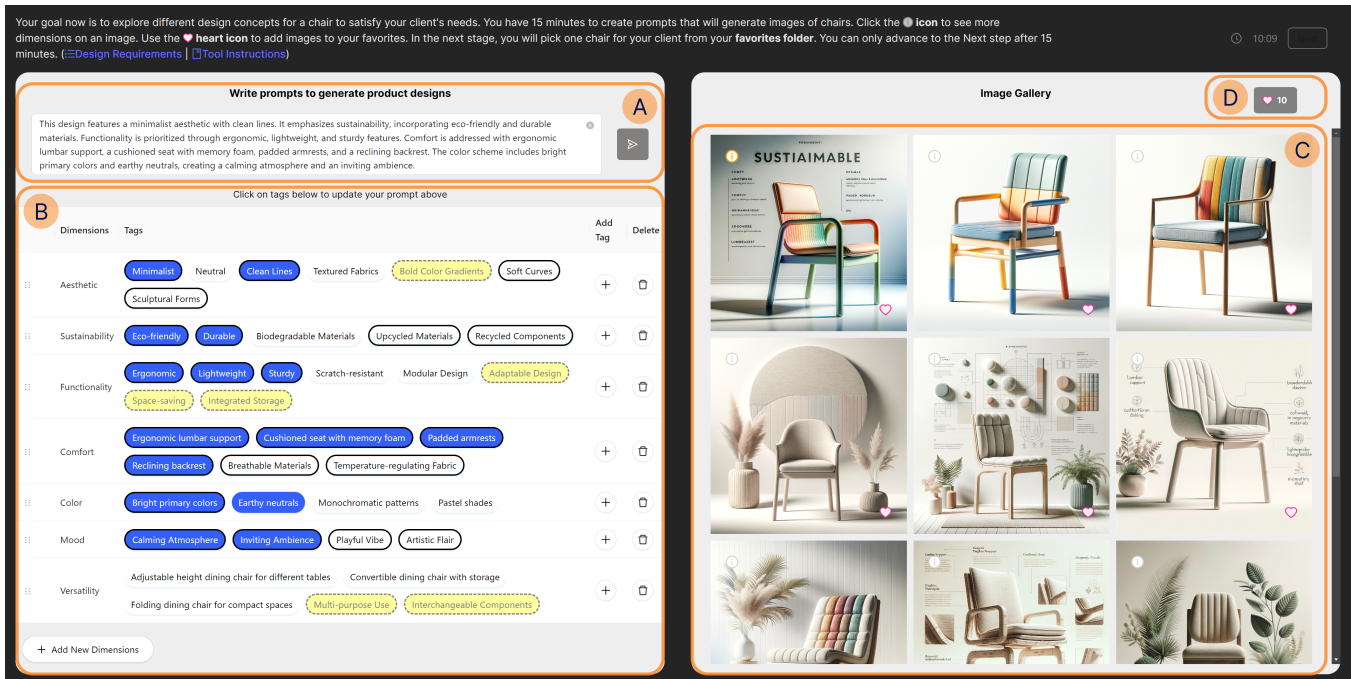 Your goal now is to explore different design concepts for a chair to satisfy your client's needs. You have 15 minutes to create prompts that will generate images of chairs. Click the icon to see more
dimensions on an image. Use the heart icon to add images to your favorites. In the next stage, you will pick one chair for your client from your favorites folder. You can only advance to the Next step after 15
minutes. (Design Requirements | Tool Instructions)
10:09
Write prompts to generate product designs
A
This design features a minimalist aesthetic with clean lines. It emphasizes sustainability, incorporating eco-friendly and durable
materials. Functionality is prioritized through ergonomic, lightweight, and sturdy features. Comfort is addressed with ergonomic
lumbar support, a cushioned seat with memory foam, padded armrests, and a reclining backrest. The color scheme includes bright
primary colors and earthy neutrals, creating a calming atmosphere and an inviting ambience.
B
Click on tags below to update your prompt above
Dimensions Tags Add Tag Delete
Aesthetic Minimalist Neutral Clean Lines Textured Fabrics Bold Color Gradients Soft Curves
Sculptural Forms
Sustainability Eco-friendly Durable Biodegradable Materials Upcycled Materials Recycled Components
Functionality Ergonomic Lightweight Sturdy Scratch-resistant Modular Design Adaptable Design
Space-saving Integrated Storage
Comfort Ergonomic lumbar support Cushioned seat with memory foam Padded armrests
Reclining backrest Breathable Materials Temperature-regulating Fabric
Color Bright primary colors Earthy neutrals Monochromatic patterns Pastel shades
Mood Calming Atmosphere Inviting Ambience Playful Vibe Artistic Flair
Versatility Adjustable height dining chair for different tables Convertible dining chair with storage
Folding dining chair for compact spaces Multi-purpose Use Interchangeable Components
+ Add New Dimensions
Image Gallery
D
10
C
SUSTIAIMABLE
lumbar
support